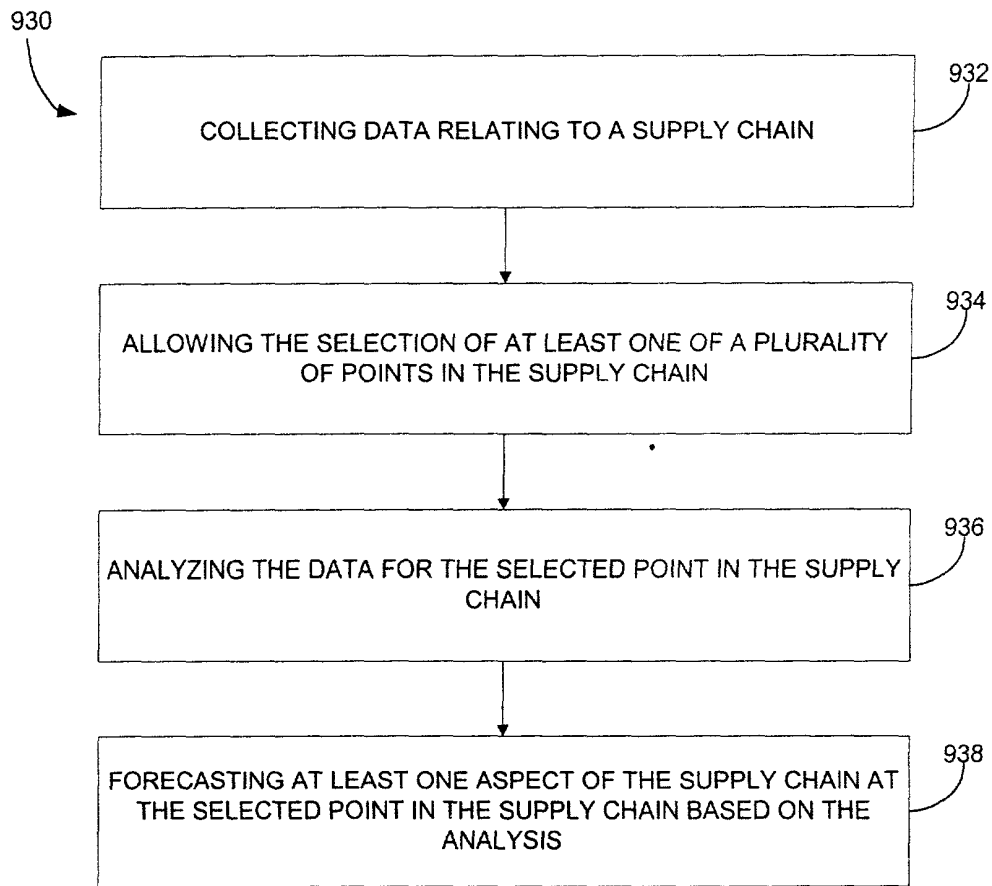 930
932
COLLECTING DATA RELATING TO A SUPPLY CHAIN
934
ALLOWING THE SELECTION OF AT LEAST ONE OF A PLURALITY
OF POINTS IN THE SUPPLY CHAIN
936
ANALYZING THE DATA FOR THE SELECTED POINT IN THE SUPPLY
CHAIN
938
FORECASTING AT LEAST ONE ASPECT OF THE SUPPLY CHAIN AT
THE SELECTED POINT IN THE SUPPLY CHAIN BASED ON THE
ANALYSIS